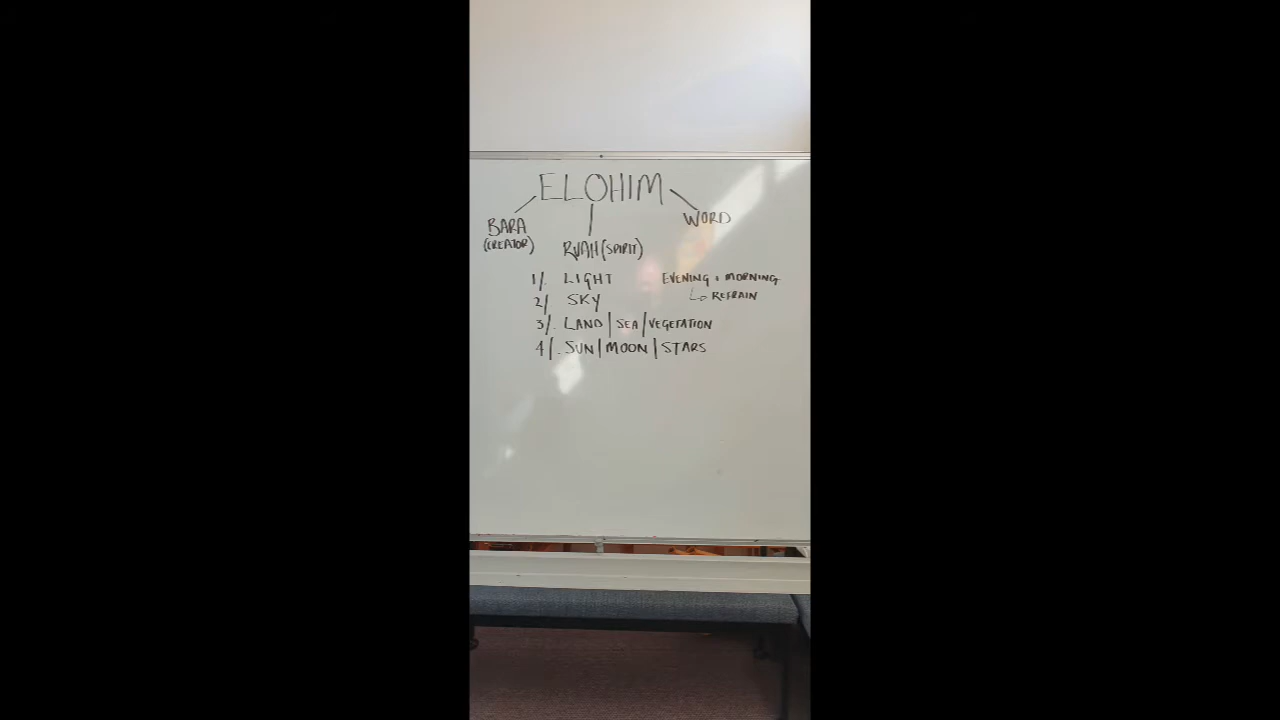 ELOHIM
BARA
(CREATOR)
RUAH (SPIRIT)
WORD
1/. LIGHT EVENING & MORNING
2/ SKY ↳ REFRAIN
3/. LAND | SEA | VEGETATION
4/. SUN | MOON | STARS